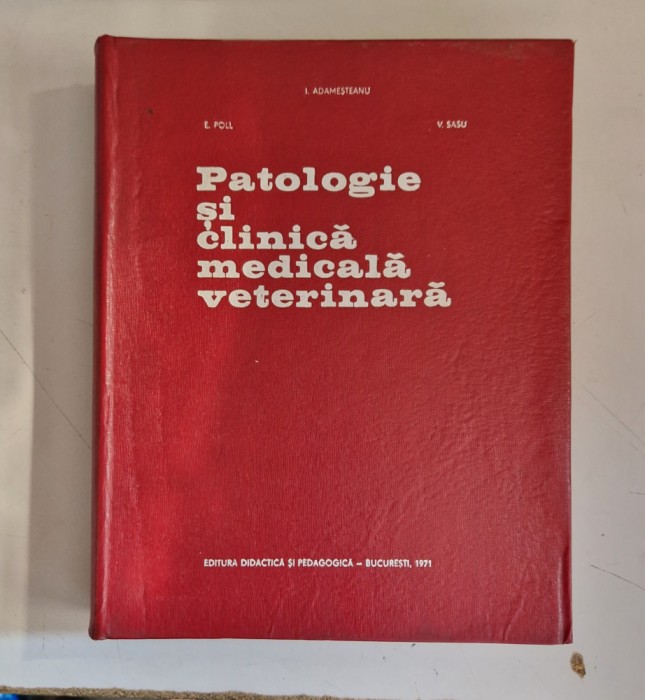 I. ADAMEȘTEANU
E. POLL V. SASU
Patologie
și
clinică
medicală
veterinară
EDITURA DIDACTICĂ ȘI PEDAGOGICĂ – BUCUREȘTI, 1971